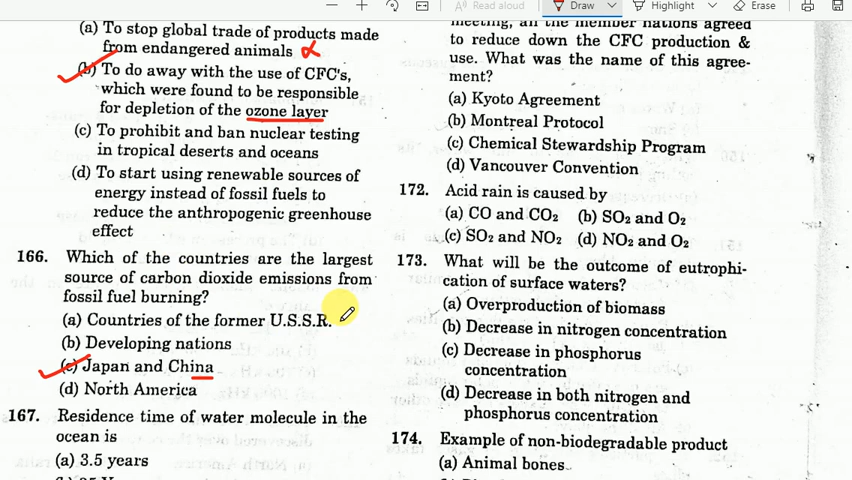 Read aloud
Draw
Highlight
Erase
(a) To stop global trade of products made
from endangered animals
(b) To do away with the use of CFC's,
which were found to be responsible
for depletion of the ozone layer
(c) To prohibit and ban nuclear testing
in tropical deserts and oceans
(d) To start using renewable sources of
energy instead of fossil fuels to
reduce the anthropogenic greenhouse
effect
166. Which of the countries are the largest
source of carbon dioxide emissions from
fossil fuel burning?
(a) Countries of the former U.S.S.R.
(b) Developing nations
(c) Japan and China
(d) North America
167. Residence time of water molecule in the
ocean is
(a) 3.5 years
meeting, all the member nations agreed
to reduce down the CFC production &
use. What was the name of this agree-
ment?
(a) Kyoto Agreement
(b) Montreal Protocol
(c) Chemical Stewardship Program
(d) Vancouver Convention
172. Acid rain is caused by
(a) CO and CO₂ (b) SO₂ and O₂
(c) SO₂ and NO₂ (d) NO₂ and O₂
173. What will be the outcome of eutrophi-
cation of surface waters?
(a) Overproduction of biomass
(b) Decrease in nitrogen concentration
(c) Decrease in phosphorus
concentration
(d) Decrease in both nitrogen and
phosphorus concentration
174. Example of non-biodegradable product
(a) Animal bones